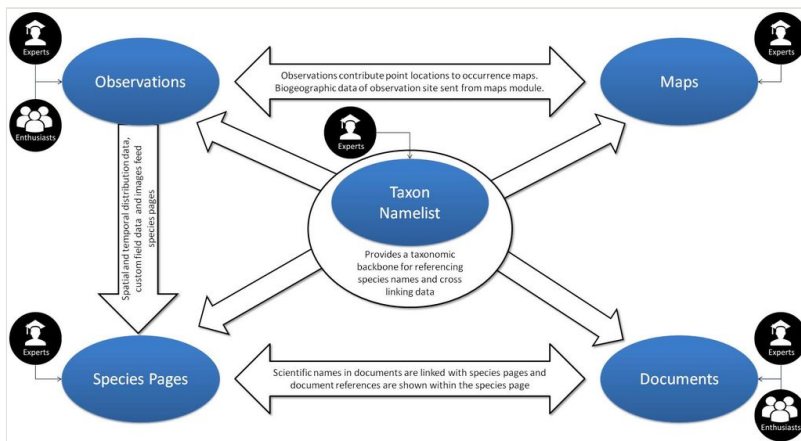 Experts
Observations
Enthusiasts
Observations contribute point locations to occurrence maps.
Biogeographic data of observation site sent from maps module.
Experts
Maps
Experts
Taxon
Namelist
Provides a taxonomic
backbone for referencing
species names and cross
linking data
Spatial and temporal distribution data,
custom field data and images feed
species pages
Experts
Species Pages
Scientific names in documents are linked with species pages and
document references are shown within the species page
Experts
Documents
Enthusiasts